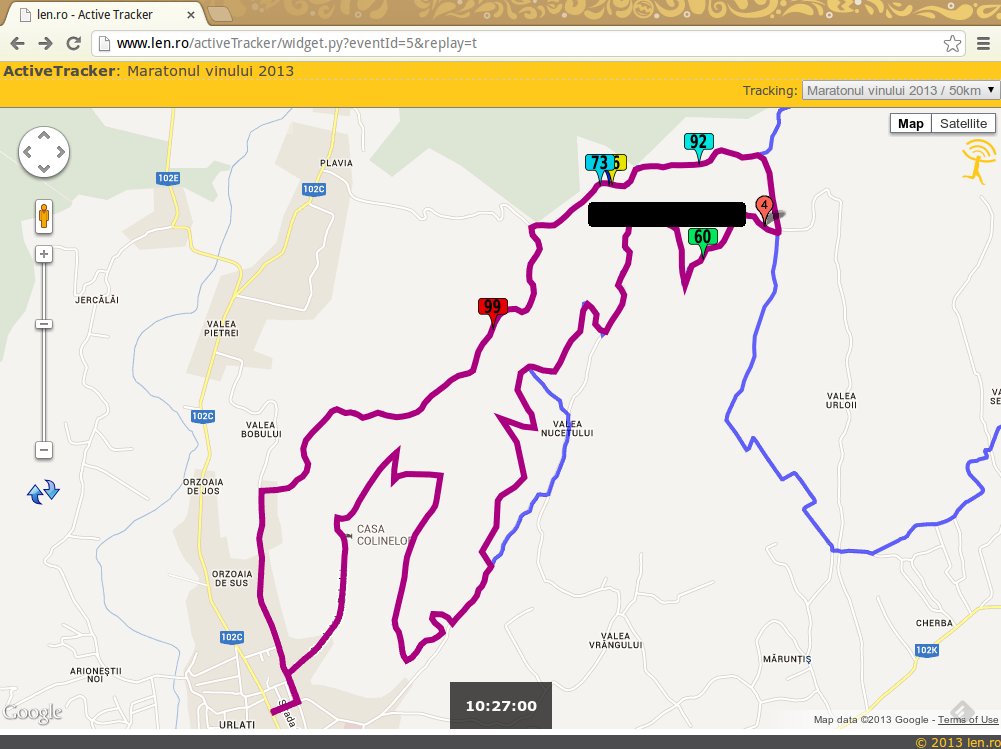 len.ro - Active Tracker
www.len.ro/activeTracker/widget.py?eventId=5&replay=t
ActiveTracker: Maratonul vinului 2013
Tracking: Maratonul vinului 2013 / 50km
Map Satellite
92
73
PLAVIA
102E
102C
4
60
JERCĂLĂI
99
VALEA
PIETREI
VALEA
URLOII
102C
VALEA
BOBULUI
VALEA
NUCETULUI
ORZOAIA
DE JOS
CASA
COLINELOR
ORZOAIA
DE SUS
CHERBA
102C
VALEA
VRÂNGULUI
102K
MĂRUNȚIȘ
ARIONEȘTII
NOI
10:27:00
Google
URLATI
Map data ©2013 Google - Terms of Use
© 2013 len.ro